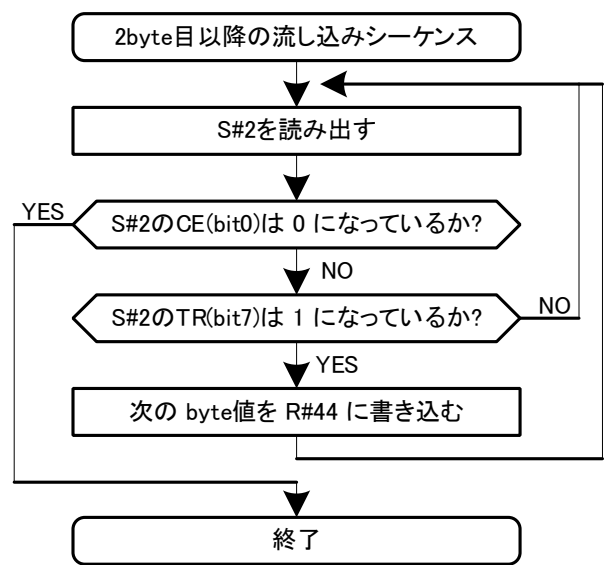 2byte目以降の流し込みシーケンス
S#2を読み出す
YES
S#2のCE(bit0)は 0 になっているか?
NO
S#2のTR(bit7)は 1 になっているか?
NO
YES
次の byte値を R#44 に書き込む
終了